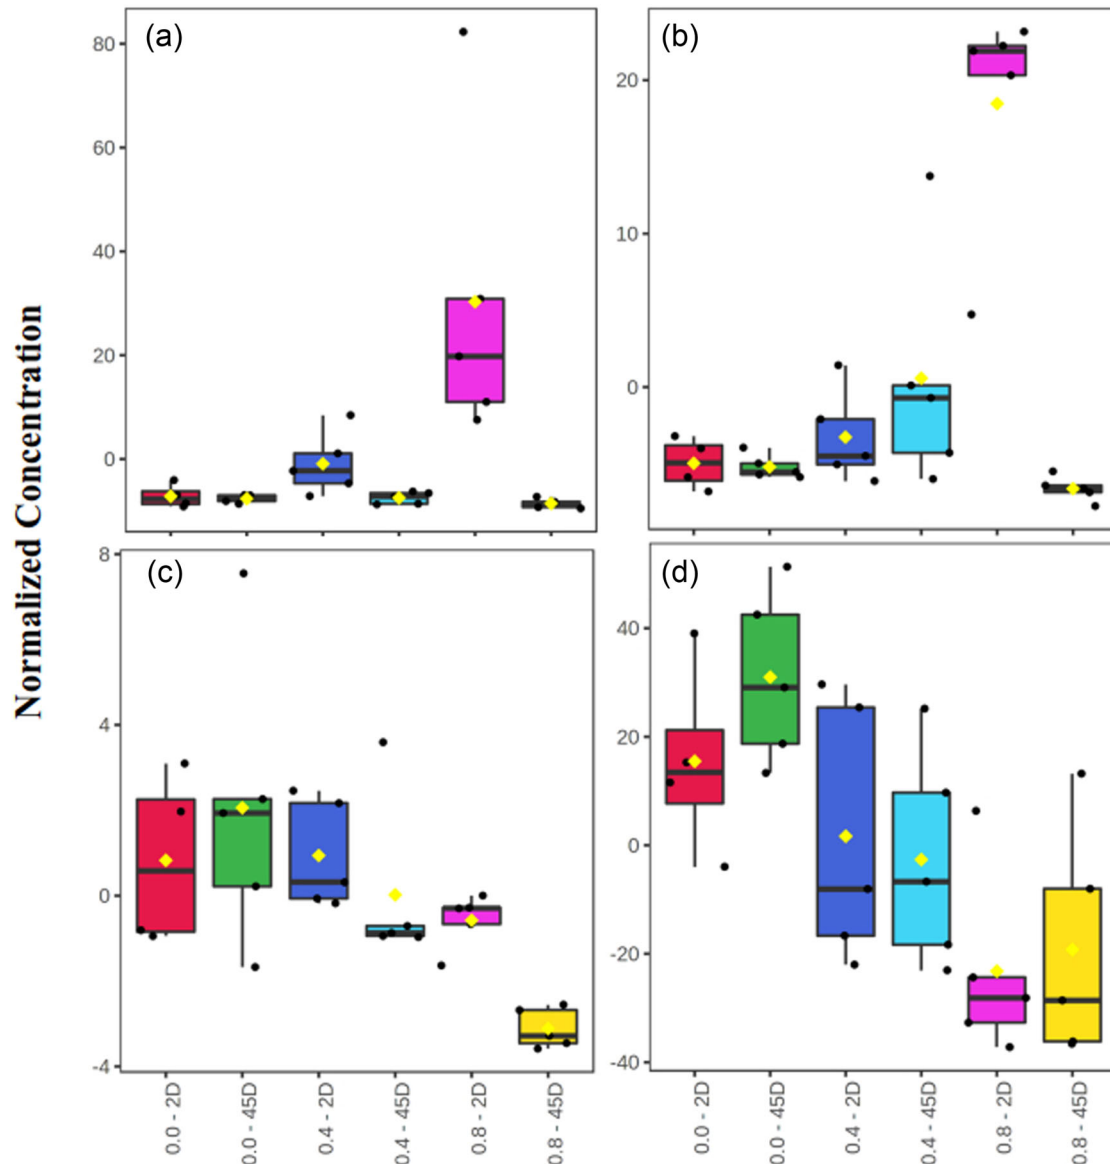 Normalized Concentration
(a)
80
60
40
20
0
(b)
20
10
0
(c)
8
4
0
-4
(d)
40
20
0
-20
-40
0.0 - 2D
0.0 - 45D
0.4 - 2D
0.4 - 45D
0.8 - 2D
0.8 - 45D
0.0 - 2D
0.0 - 45D
0.4 - 2D
0.4 - 45D
0.8 - 2D
0.8 - 45D